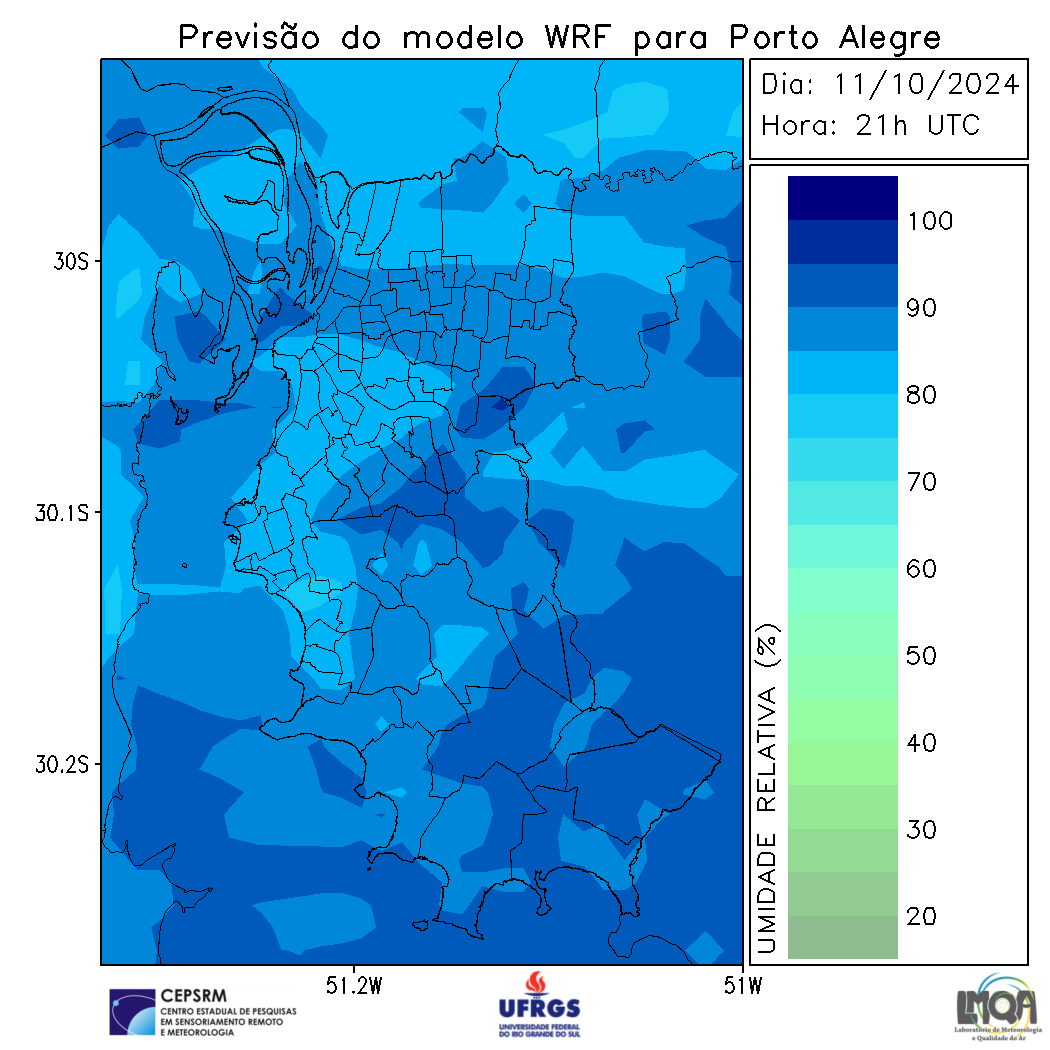 Previsão do modelo WRF para Porto Alegre
Dia: 11/10/2024
Hora: 21h UTC
30S
30.1S
30.2S
51.2W
51W
100
90
80
70
60
50
40
30
20
UMIDADE RELATIVA (%)
CEPSRM
CENTRO ESTADUAL DE PESQUISAS
EM SENSORIAMENTO REMOTO
E METEOROLOGIA
UFRGS
UNIVERSIDADE FEDERAL
DO RIO GRANDE DO SUL
LMQA
Laboratório de Meteorologia
e Qualidade do Ar